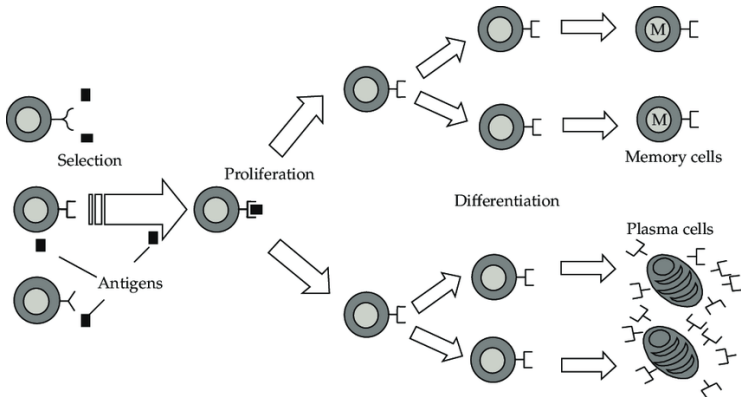 M
M
Selection
Memory cells
Proliferation
Differentiation
Plasma cells
Antigens